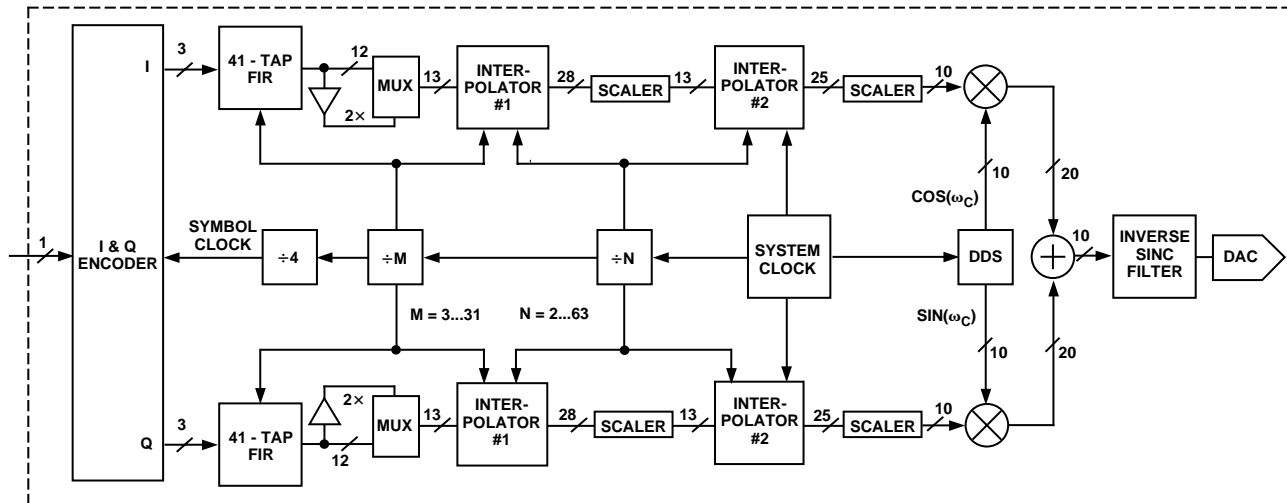 I
3
41 - TAP
FIR
12
2×
MUX
13
INTER-
POLATOR
#1
28
SCALER
13
INTER-
POLATOR
#2
25
SCALER
10
10
COS(ωC)
20
1
I & Q
ENCODER
SYMBOL
CLOCK
÷4
÷M
÷N
SYSTEM
CLOCK
DDS
+
10
INVERSE
SINC
FILTER
DAC
M = 3...31
N = 2...63
SIN(ωC)
10
20
Q
3
41 - TAP
FIR
2×
12
MUX
13
INTER-
POLATOR
#1
28
SCALER
13
INTER-
POLATOR
#2
25
SCALER
10